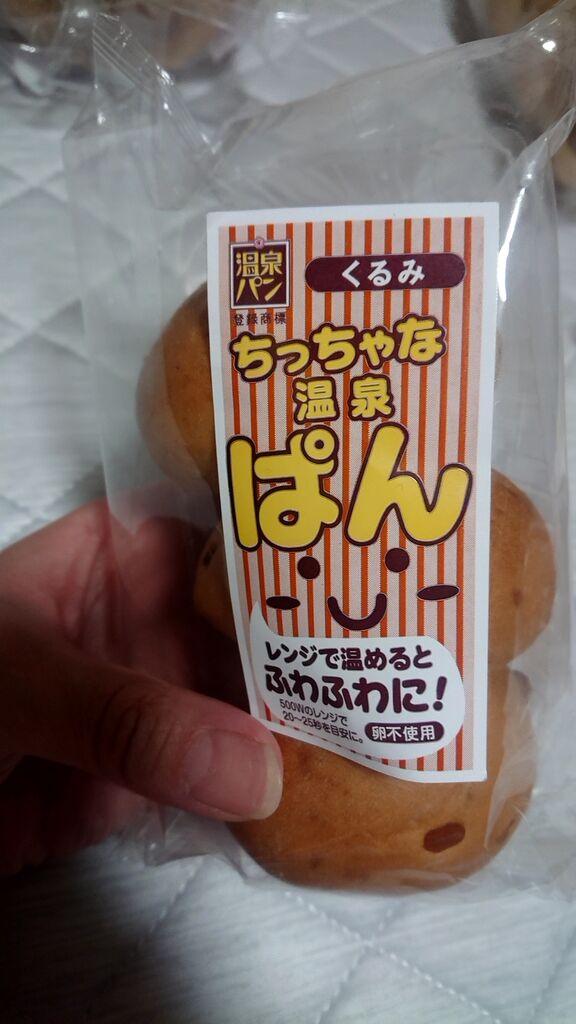 温泉
パン
登録商標
くるみ
ちっちゃな
温泉
ぱん
レンジで温めると
ふわふわに!
500Wのレンジで
20~25秒を目安に。
卵不使用